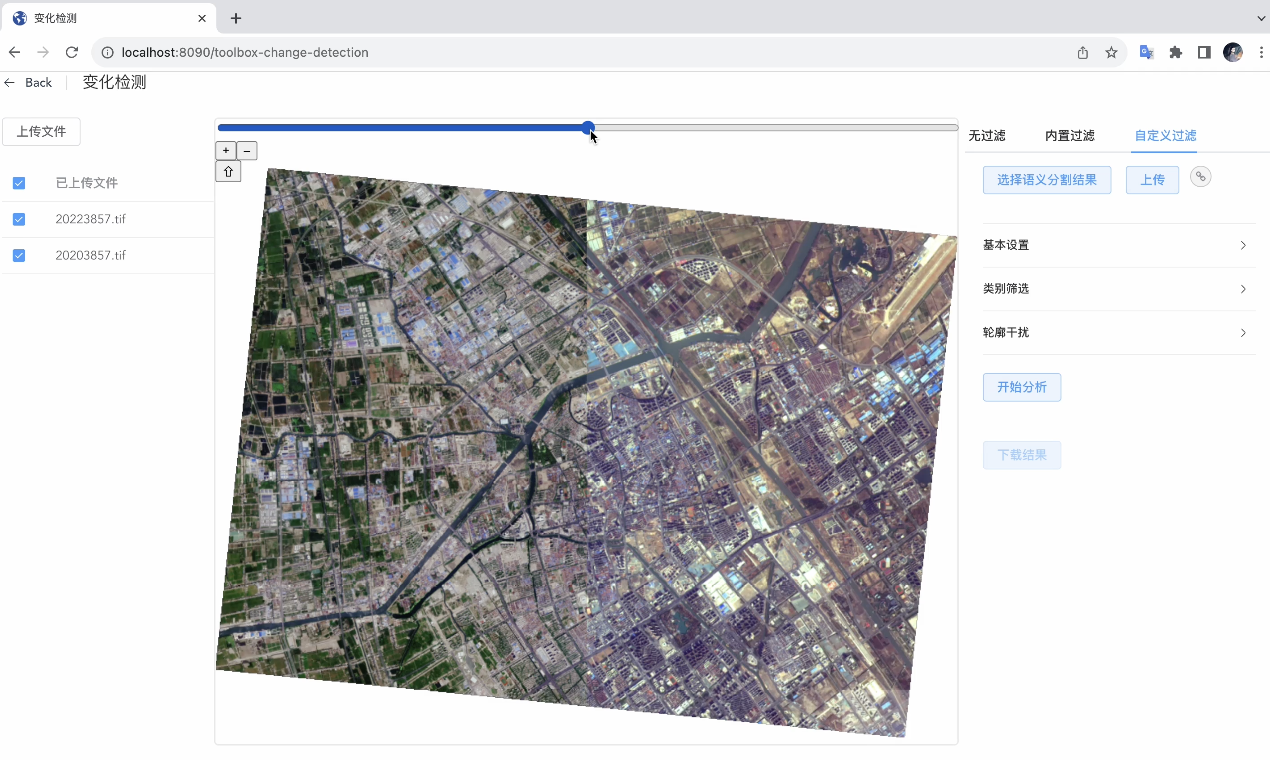 变化检测
localhost:8090/toolbox-change-detection
Back
变化检测
上传文件
已上传文件
20223857.tif
20203857.tif
+
−
无过滤
内置过滤
自定义过滤
选择语义分割结果
上传
基本设置
类别筛选
轮廓干扰
开始分析
下载结果